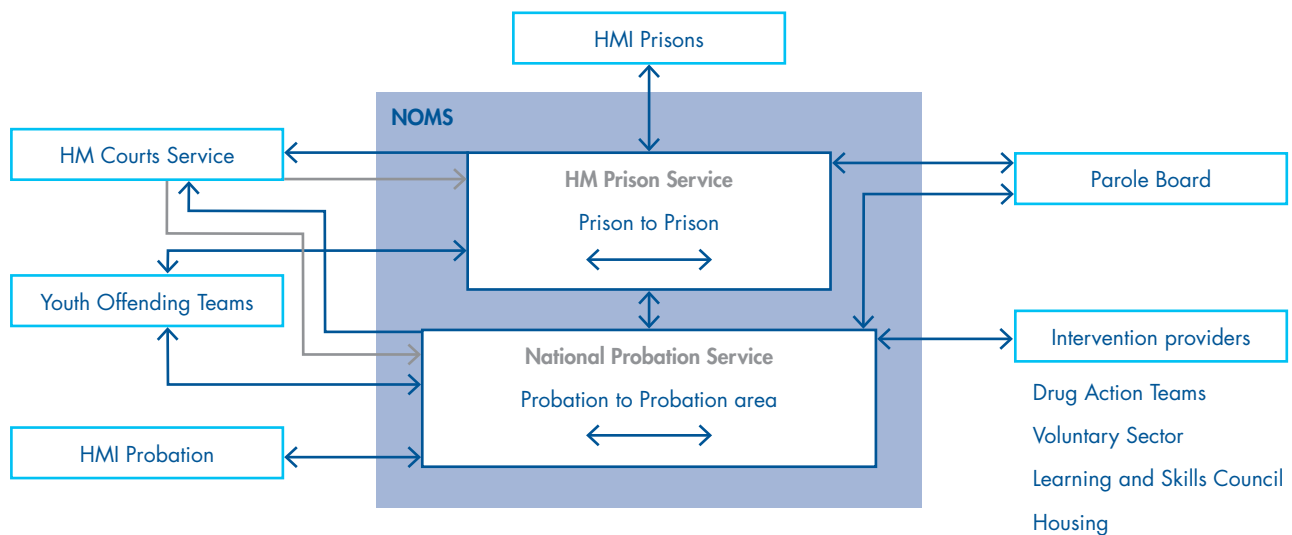 HMI Prisons
NOMS
HM Courts Service
HM Prison Service
Parole Board
Prison to Prison
Youth Offending Teams
Intervention providers
National Probation Service
Probation to Probation area
Drug Action Teams
Voluntary Sector
HMI Probation
Learning and Skills Council
Housing